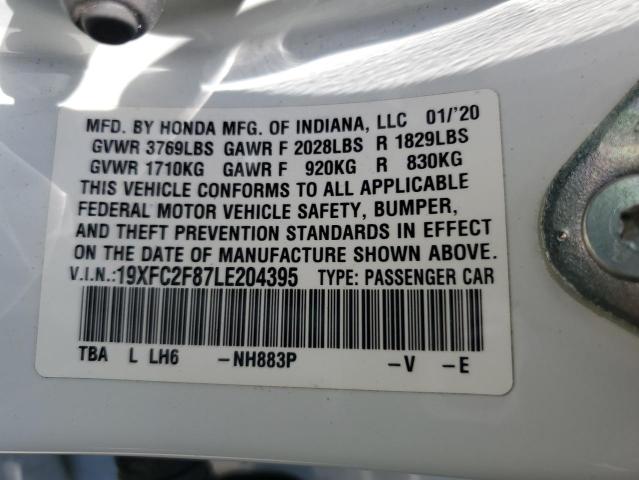 MFD. BY HONDA MFG. OF INDIANA, LLC 01/'20
GVWR 3769LBS GAWR F 2028LBS R 1829LBS
GVWR 1710KG GAWR F 920KG R 830KG
THIS VEHICLE CONFORMS TO ALL APPLICABLE
FEDERAL MOTOR VEHICLE SAFETY, BUMPER,
AND THEFT PREVENTION STANDARDS IN EFFECT
ON THE DATE OF MANUFACTURE SHOWN ABOVE.
V.I.N.:19XFC2F87LE204395 TYPE: PASSENGER CAR
TBA L LH6 -NH883P -V -E